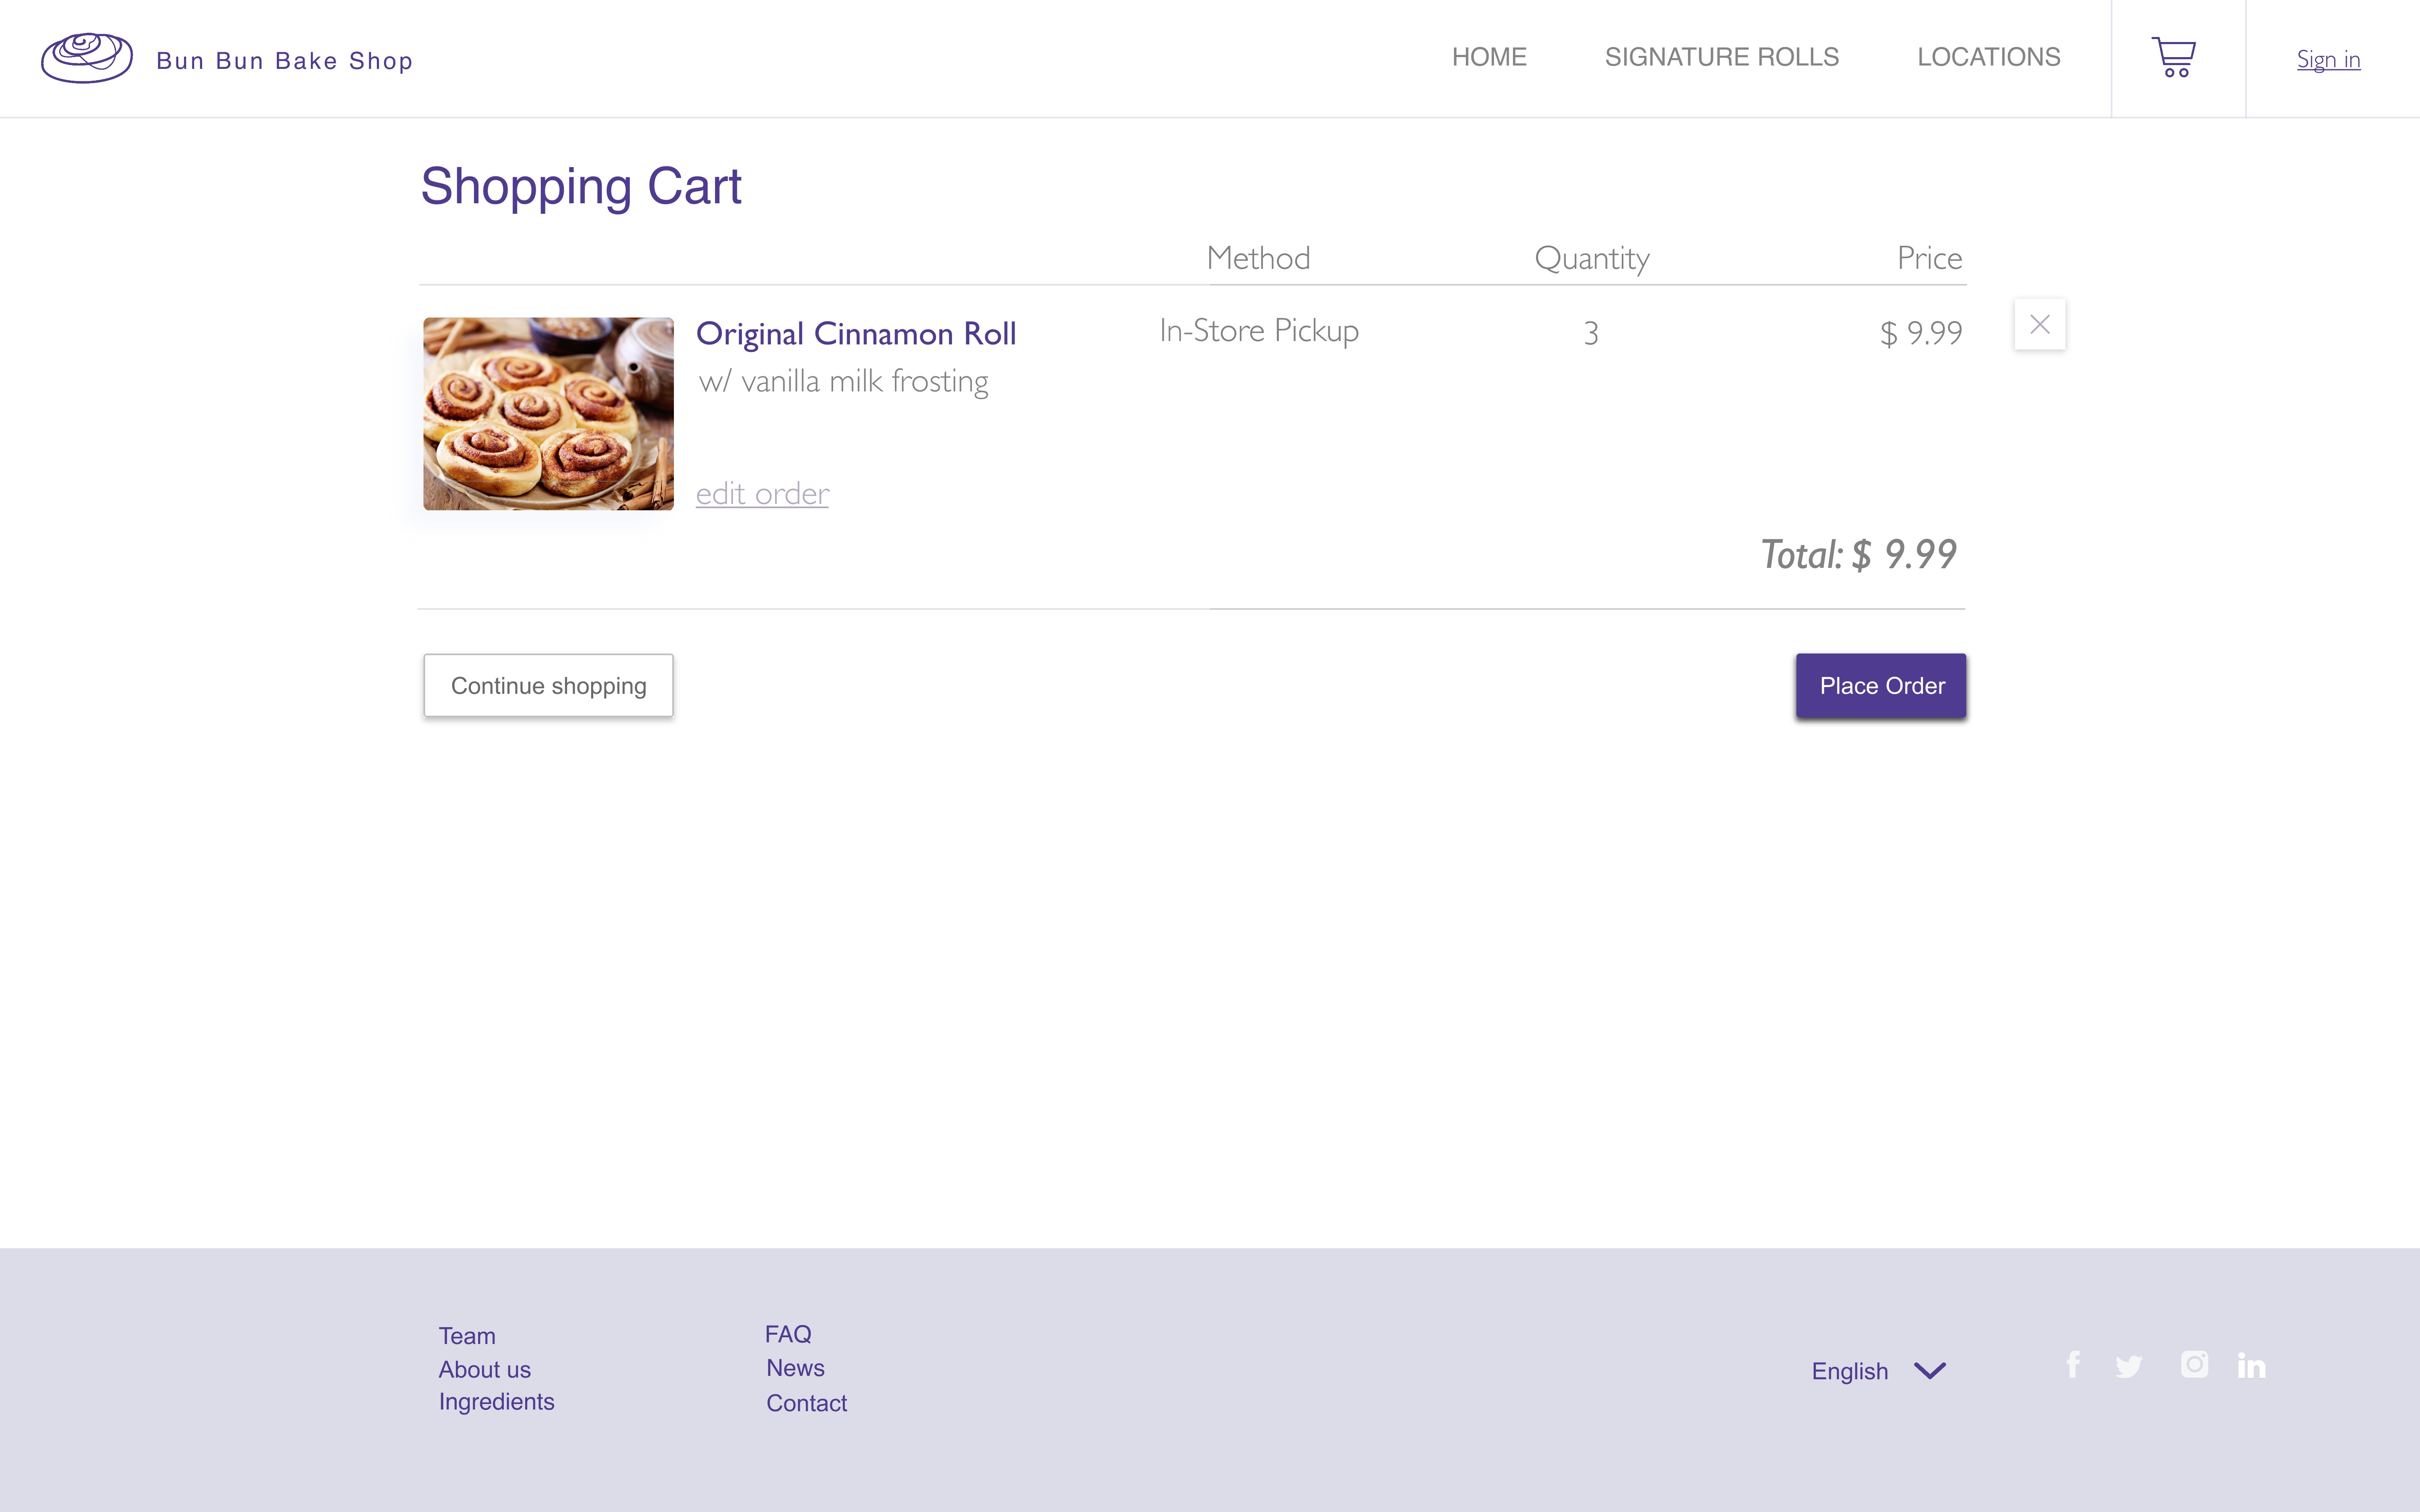 Bun Bun Bake Shop
HOME
SIGNATURE ROLLS
LOCATIONS
Sign in
Shopping Cart
Method
Quantity
Price
Original Cinnamon Roll
In-Store Pickup
3
$ 9.99
w/ vanilla milk frosting
edit order
Total: $ 9.99
Continue shopping
Place Order
Team
About us
Ingredients
FAQ
News
Contact
English